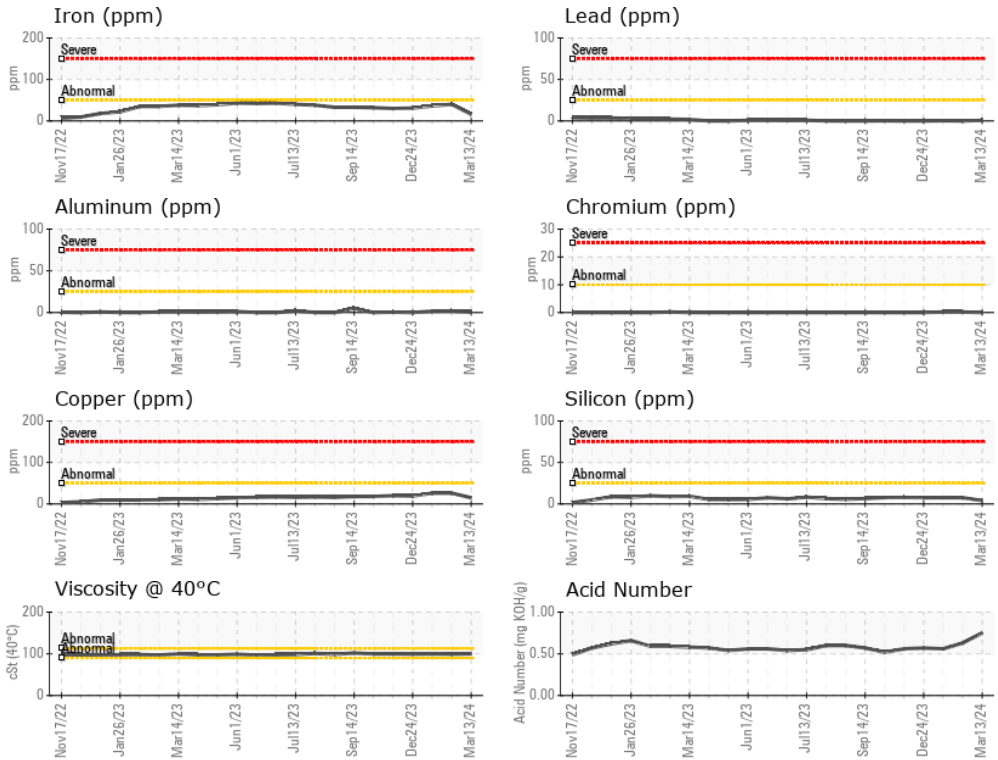 Iron (ppm)
200
100
0
ppm
Severe
Abnormal
Nov17/22
Jan26/23
Mar14/23
Jun1/23
Jul13/23
Sep14/23
Dec24/23
Mar13/24
Lead (ppm)
100
50
0
ppm
Severe
Abnormal
Nov17/22
Jan26/23
Mar14/23
Jun1/23
Jul13/23
Sep14/23
Dec24/23
Mar13/24
Aluminum (ppm)
100
50
0
ppm
Severe
Abnormal
Nov17/22
Jan26/23
Mar14/23
Jun1/23
Jul13/23
Sep14/23
Dec24/23
Mar13/24
Chromium (ppm)
30
20
10
0
ppm
Severe
Abnormal
Nov17/22
Jan26/23
Mar14/23
Jun1/23
Jul13/23
Sep14/23
Dec24/23
Mar13/24
Copper (ppm)
200
100
0
ppm
Severe
Abnormal
Nov17/22
Jan26/23
Mar14/23
Jun1/23
Jul13/23
Sep14/23
Dec24/23
Mar13/24
Silicon (ppm)
100
50
0
ppm
Severe
Abnormal
Nov17/22
Jan26/23
Mar14/23
Jun1/23
Jul13/23
Sep14/23
Dec24/23
Mar13/24
Viscosity @ 40°C
200
100
0
cSt (40°C)
Abnormal
Abnormal
Nov17/22
Jan26/23
Mar14/23
Jun1/23
Jul13/23
Sep14/23
Dec24/23
Mar13/24
Acid Number
1.00
0.50
0.00
Acid Number (mg KOH/g)
Nov17/22
Jan26/23
Mar14/23
Jun1/23
Jul13/23
Sep14/23
Dec24/23
Mar13/24